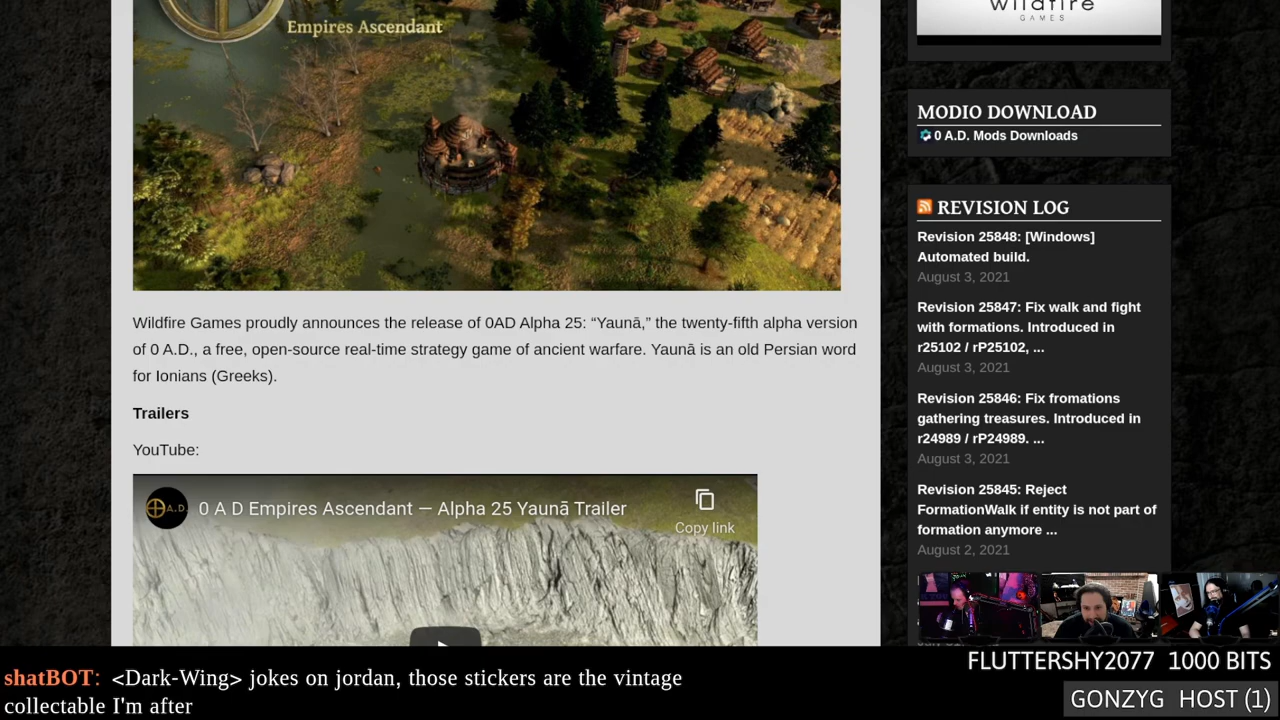 Empires Ascendant
wildfire
GAMES
MODIO DOWNLOAD
0 A.D. Mods Downloads
REVISION LOG
Revision 25848: [Windows]
Automated build.
August 3, 2021
Revision 25847: Fix walk and fight
with formations. Introduced in
r25102 / rP25102, ...
August 3, 2021
Revision 25846: Fix fromations
gathering treasures. Introduced in
r24989 / rP24989. ...
August 3, 2021
Revision 25845: Reject
FormationWalk if entity is not part of
formation anymore ...
August 2, 2021
Wildfire Games proudly announces the release of 0AD Alpha 25: “Yaunā,” the twenty-fifth alpha version
of 0 A.D., a free, open-source real-time strategy game of ancient warfare. Yaunā is an old Persian word
for Ionians (Greeks).
Trailers
YouTube:
A.D.
0 A D Empires Ascendant — Alpha 25 Yaunā Trailer
Copy link
FLUTTERSHY2077 1000 BITS
GONZYG HOST (1)
shatBOT: <Dark-Wing> jokes on jordan, those stickers are the vintage
collectable I'm after